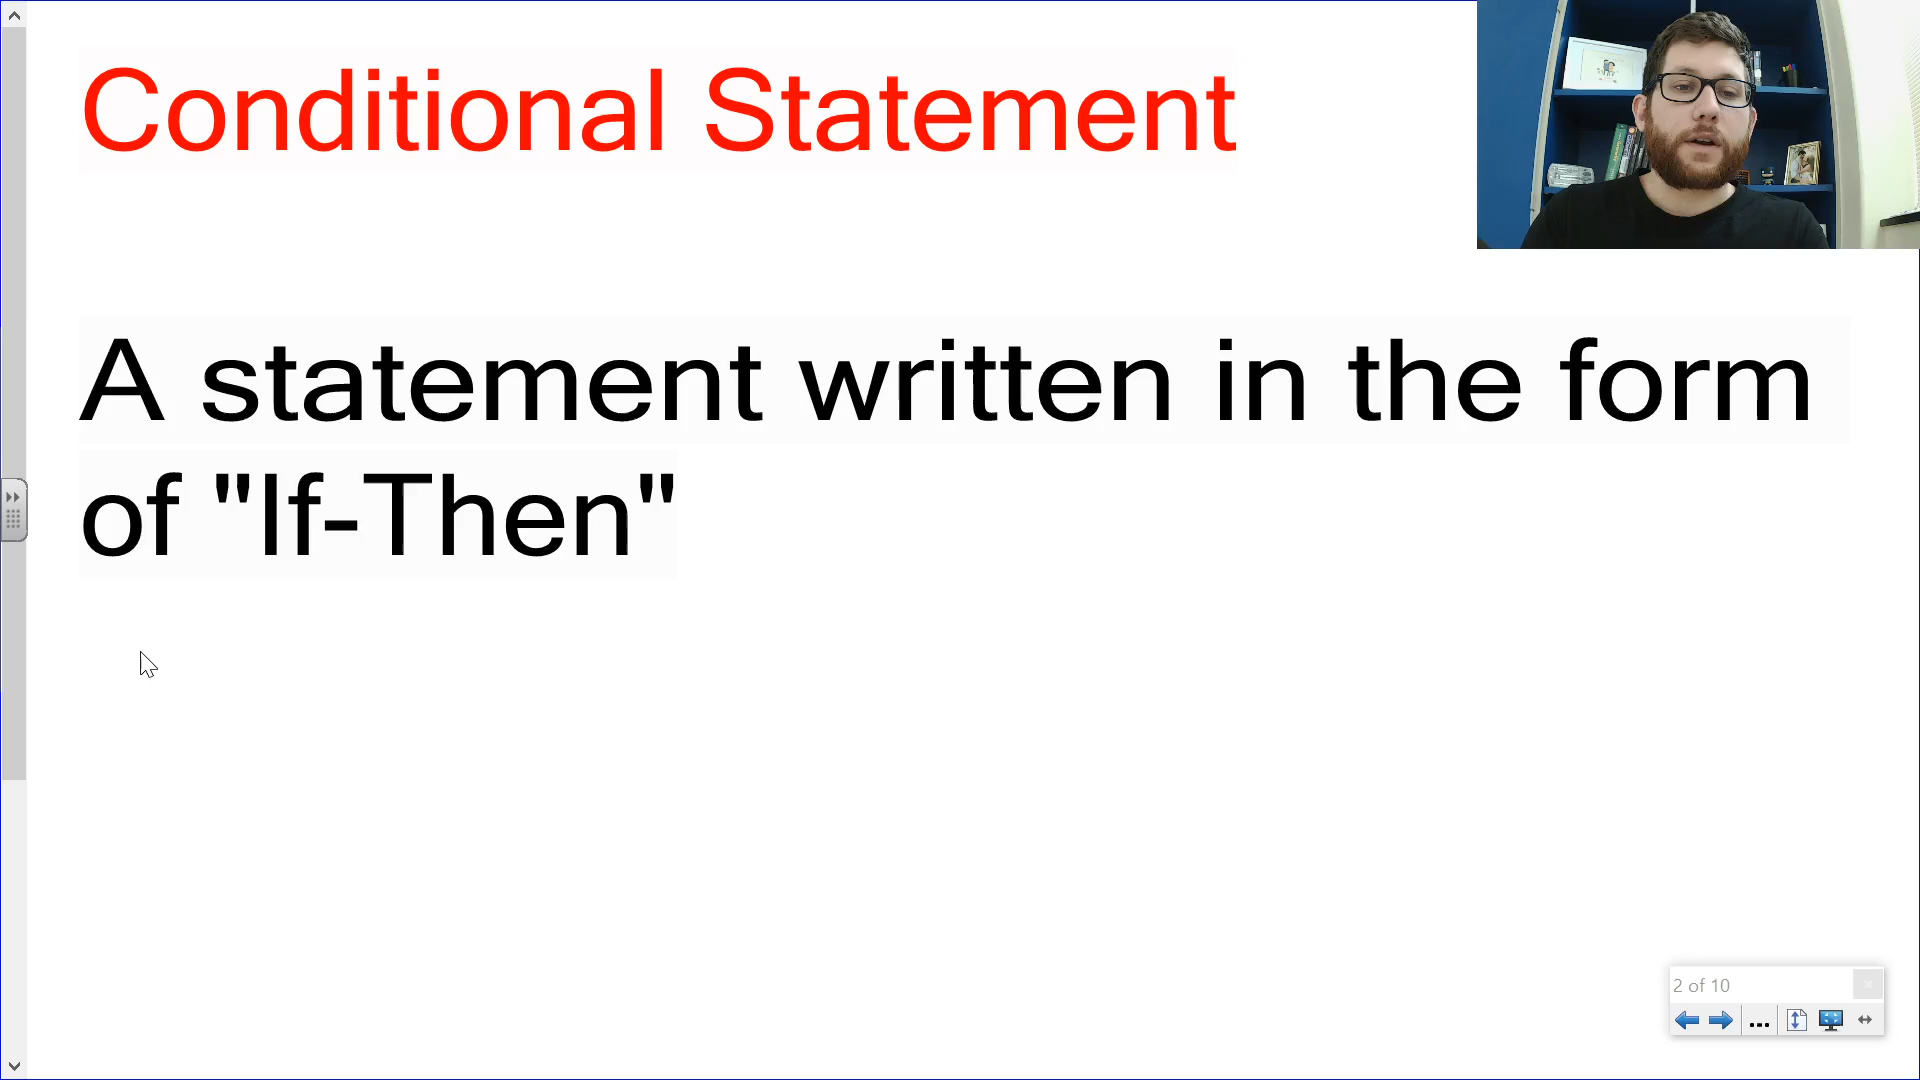 Conditional Statement
A statement written in the form
of "If-Then"
2 of 10